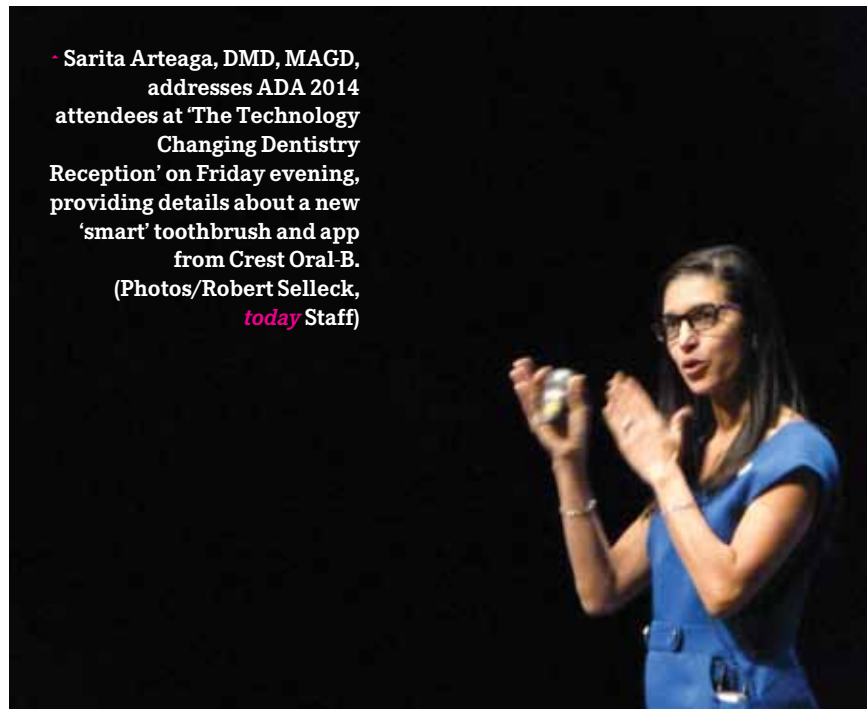 Sarita Arteaga, DMD, MAGD,
addresses ADA 2014
attendees at ‘The Technology
Changing Dentistry
Reception’ on Friday evening,
providing details about a new
‘smart’ toothbrush and app
from Crest Oral-B.
(Photos/Robert Selleck,
today Staff)